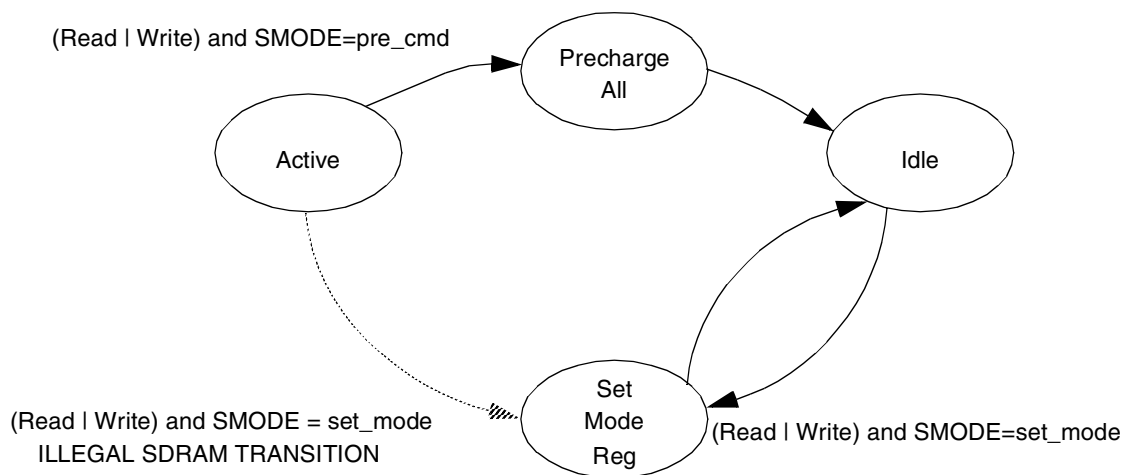 (Read | Write) and SMODE=pre_cmd
Precharge
All
Active
Idle
Set
Mode
Reg
(Read | Write) and SMODE = set_mode
ILLEGAL SDRAM TRANSITION
(Read | Write) and SMODE=set_mode